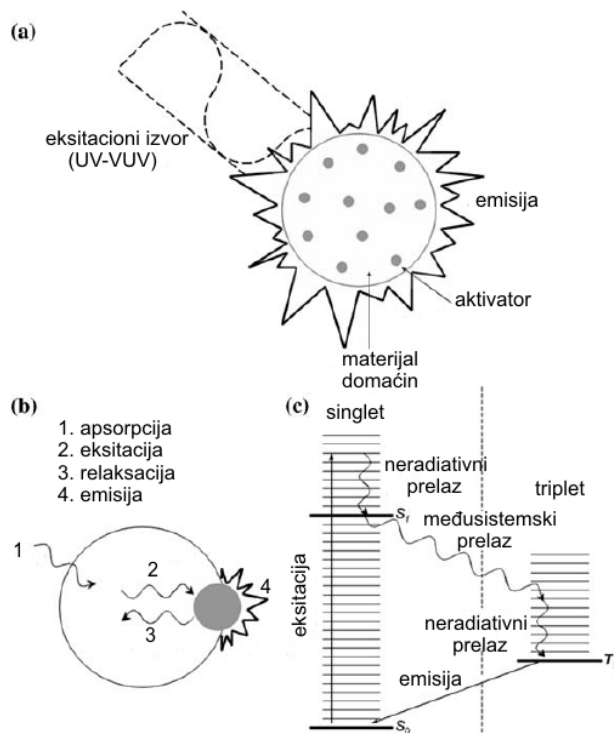 (a)
eksitacioni izvor
(UV-VUV)
emisija
aktivator
materijal
domaćin
(b)
1. apsorpcija
2. eksitacija
3. relaksacija
4. emisija
1
2
3
4
(c)
singlet
neradiativni
prelaz
triplet
S₁
međusistemski
prelaz
eksitacija
neradiativni
prelaz
T
emisija
S₀